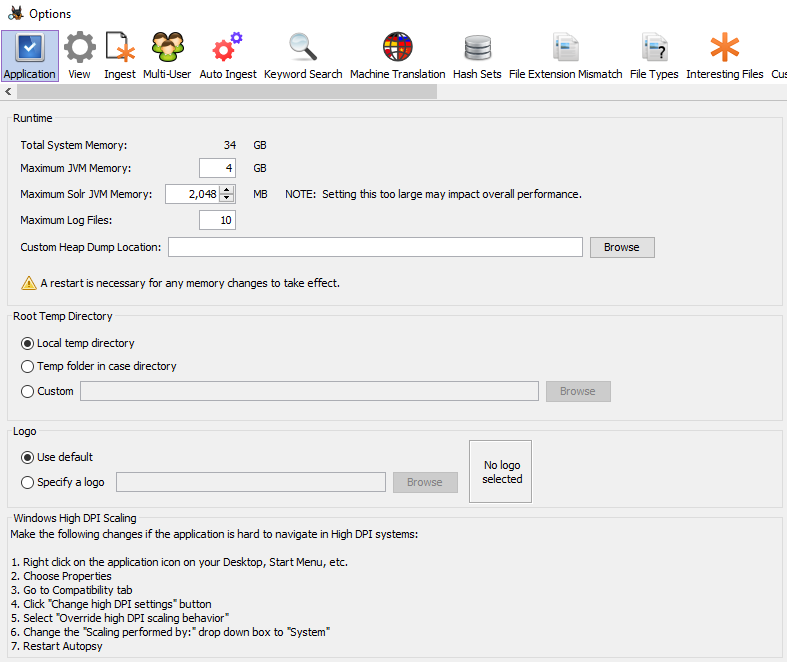 Options
Application View Ingest Multi-User Auto Ingest Keyword Search Machine Translation Hash Sets File Extension Mismatch File Types Interesting Files Cus
Runtime
Total System Memory: 34 GB
Maximum JVM Memory: 4 GB
Maximum Solr JVM Memory: 2,048 MB NOTE: Setting this too large may impact overall performance.
Maximum Log Files: 10
Custom Heap Dump Location: Browse
A restart is necessary for any memory changes to take effect.
Root Temp Directory
Local temp directory
Temp folder in case directory
Custom Browse
Logo
Use default
Specify a logo Browse
No logo
selected
Windows High DPI Scaling
Make the following changes if the application is hard to navigate in High DPI systems:
1. Right click on the application icon on your Desktop, Start Menu, etc.
2. Choose Properties
3. Go to Compatibility tab
4. Click "Change high DPI settings" button
5. Select "Override high DPI scaling behavior"
6. Change the "Scaling performed by:" drop down box to "System"
7. Restart Autopsy